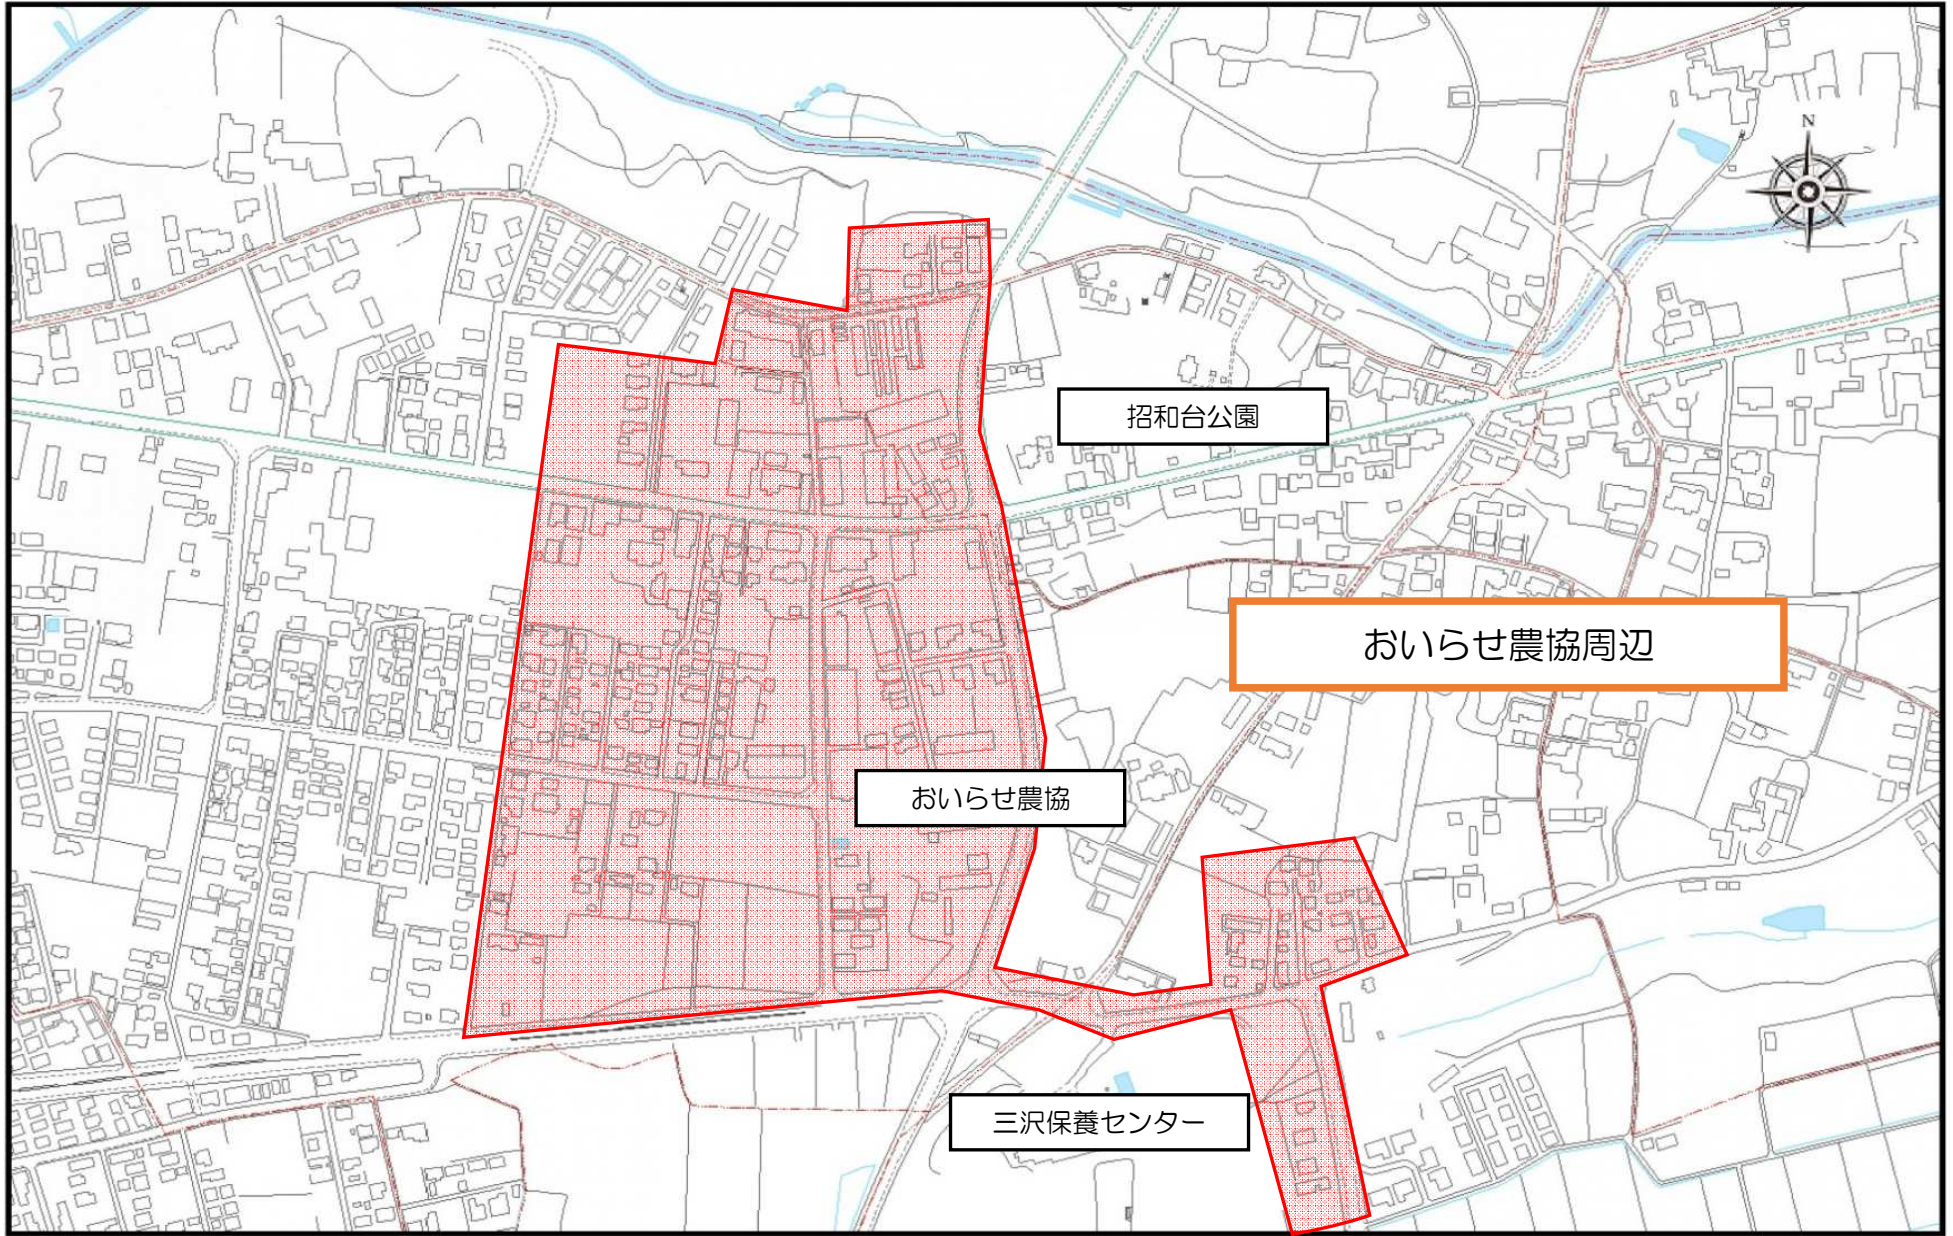 N
招和台公園
おいらせ農協周辺
おいらせ農協
三沢保養センター